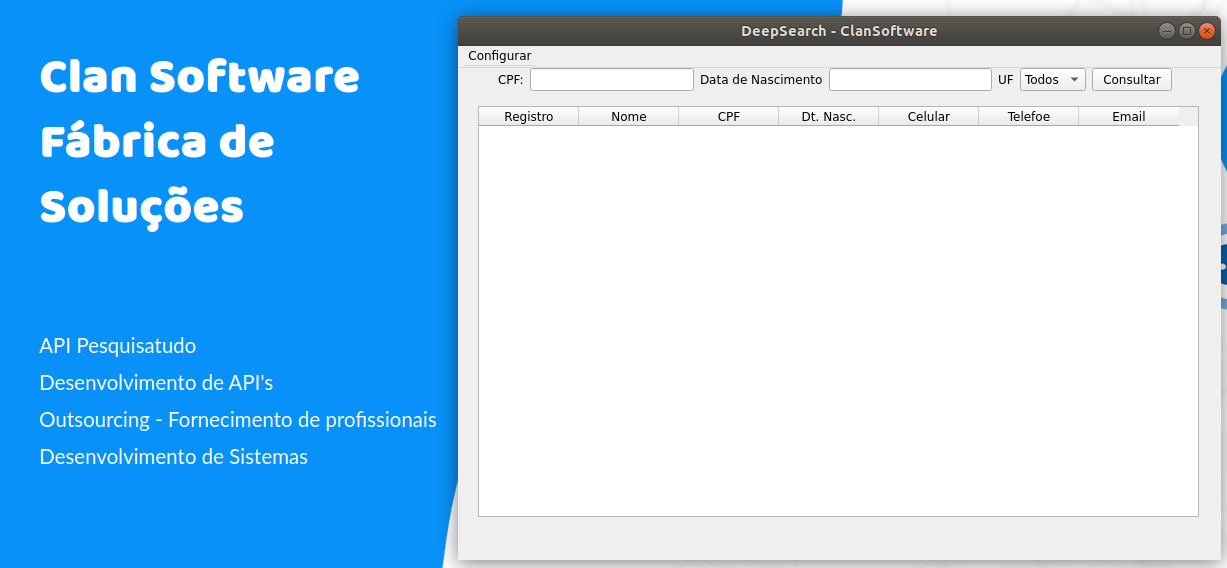 Clan Software
Fábrica de
Soluções
API Pesquisatudo
Desenvolvimento de API's
Outsourcing - Fornecimento de profissionais
Desenvolvimento de Sistemas
DeepSearch - ClanSoftware
Configurar
CPF: Data de Nascimento UF Todos Consultar
Registro Nome CPF Dt. Nasc. Celular Telefoe Email